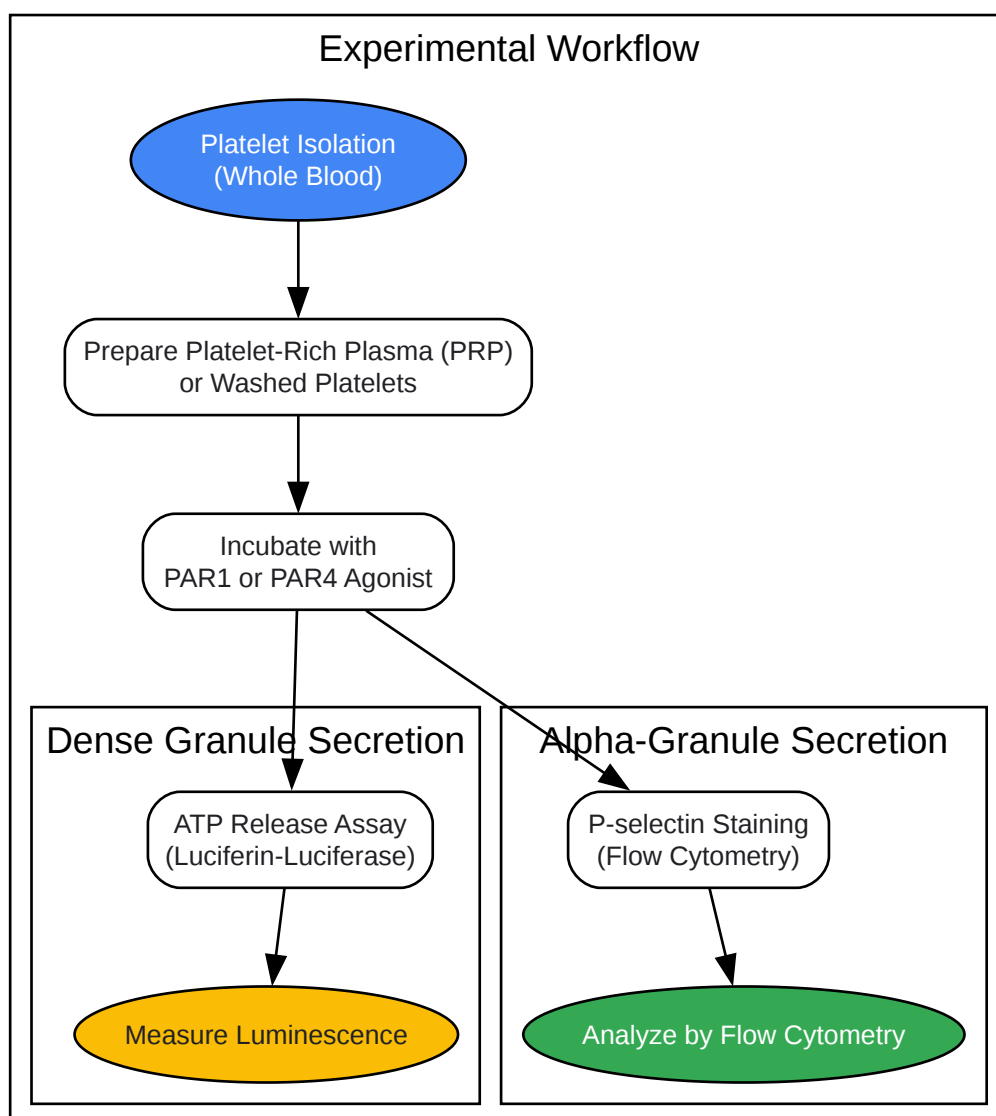 Experimental Workflow
Platelet Isolation
(Whole Blood)
Prepare Platelet-Rich Plasma (PRP)
or Washed Platelets
Incubate with
PAR1 or PAR4 Agonist
Dense Granule Secretion
ATP Release Assay
(Luciferin-Luciferase)
Measure Luminescence
Alpha-Granule Secretion
P-selectin Staining
(Flow Cytometry)
Analyze by Flow Cytometry